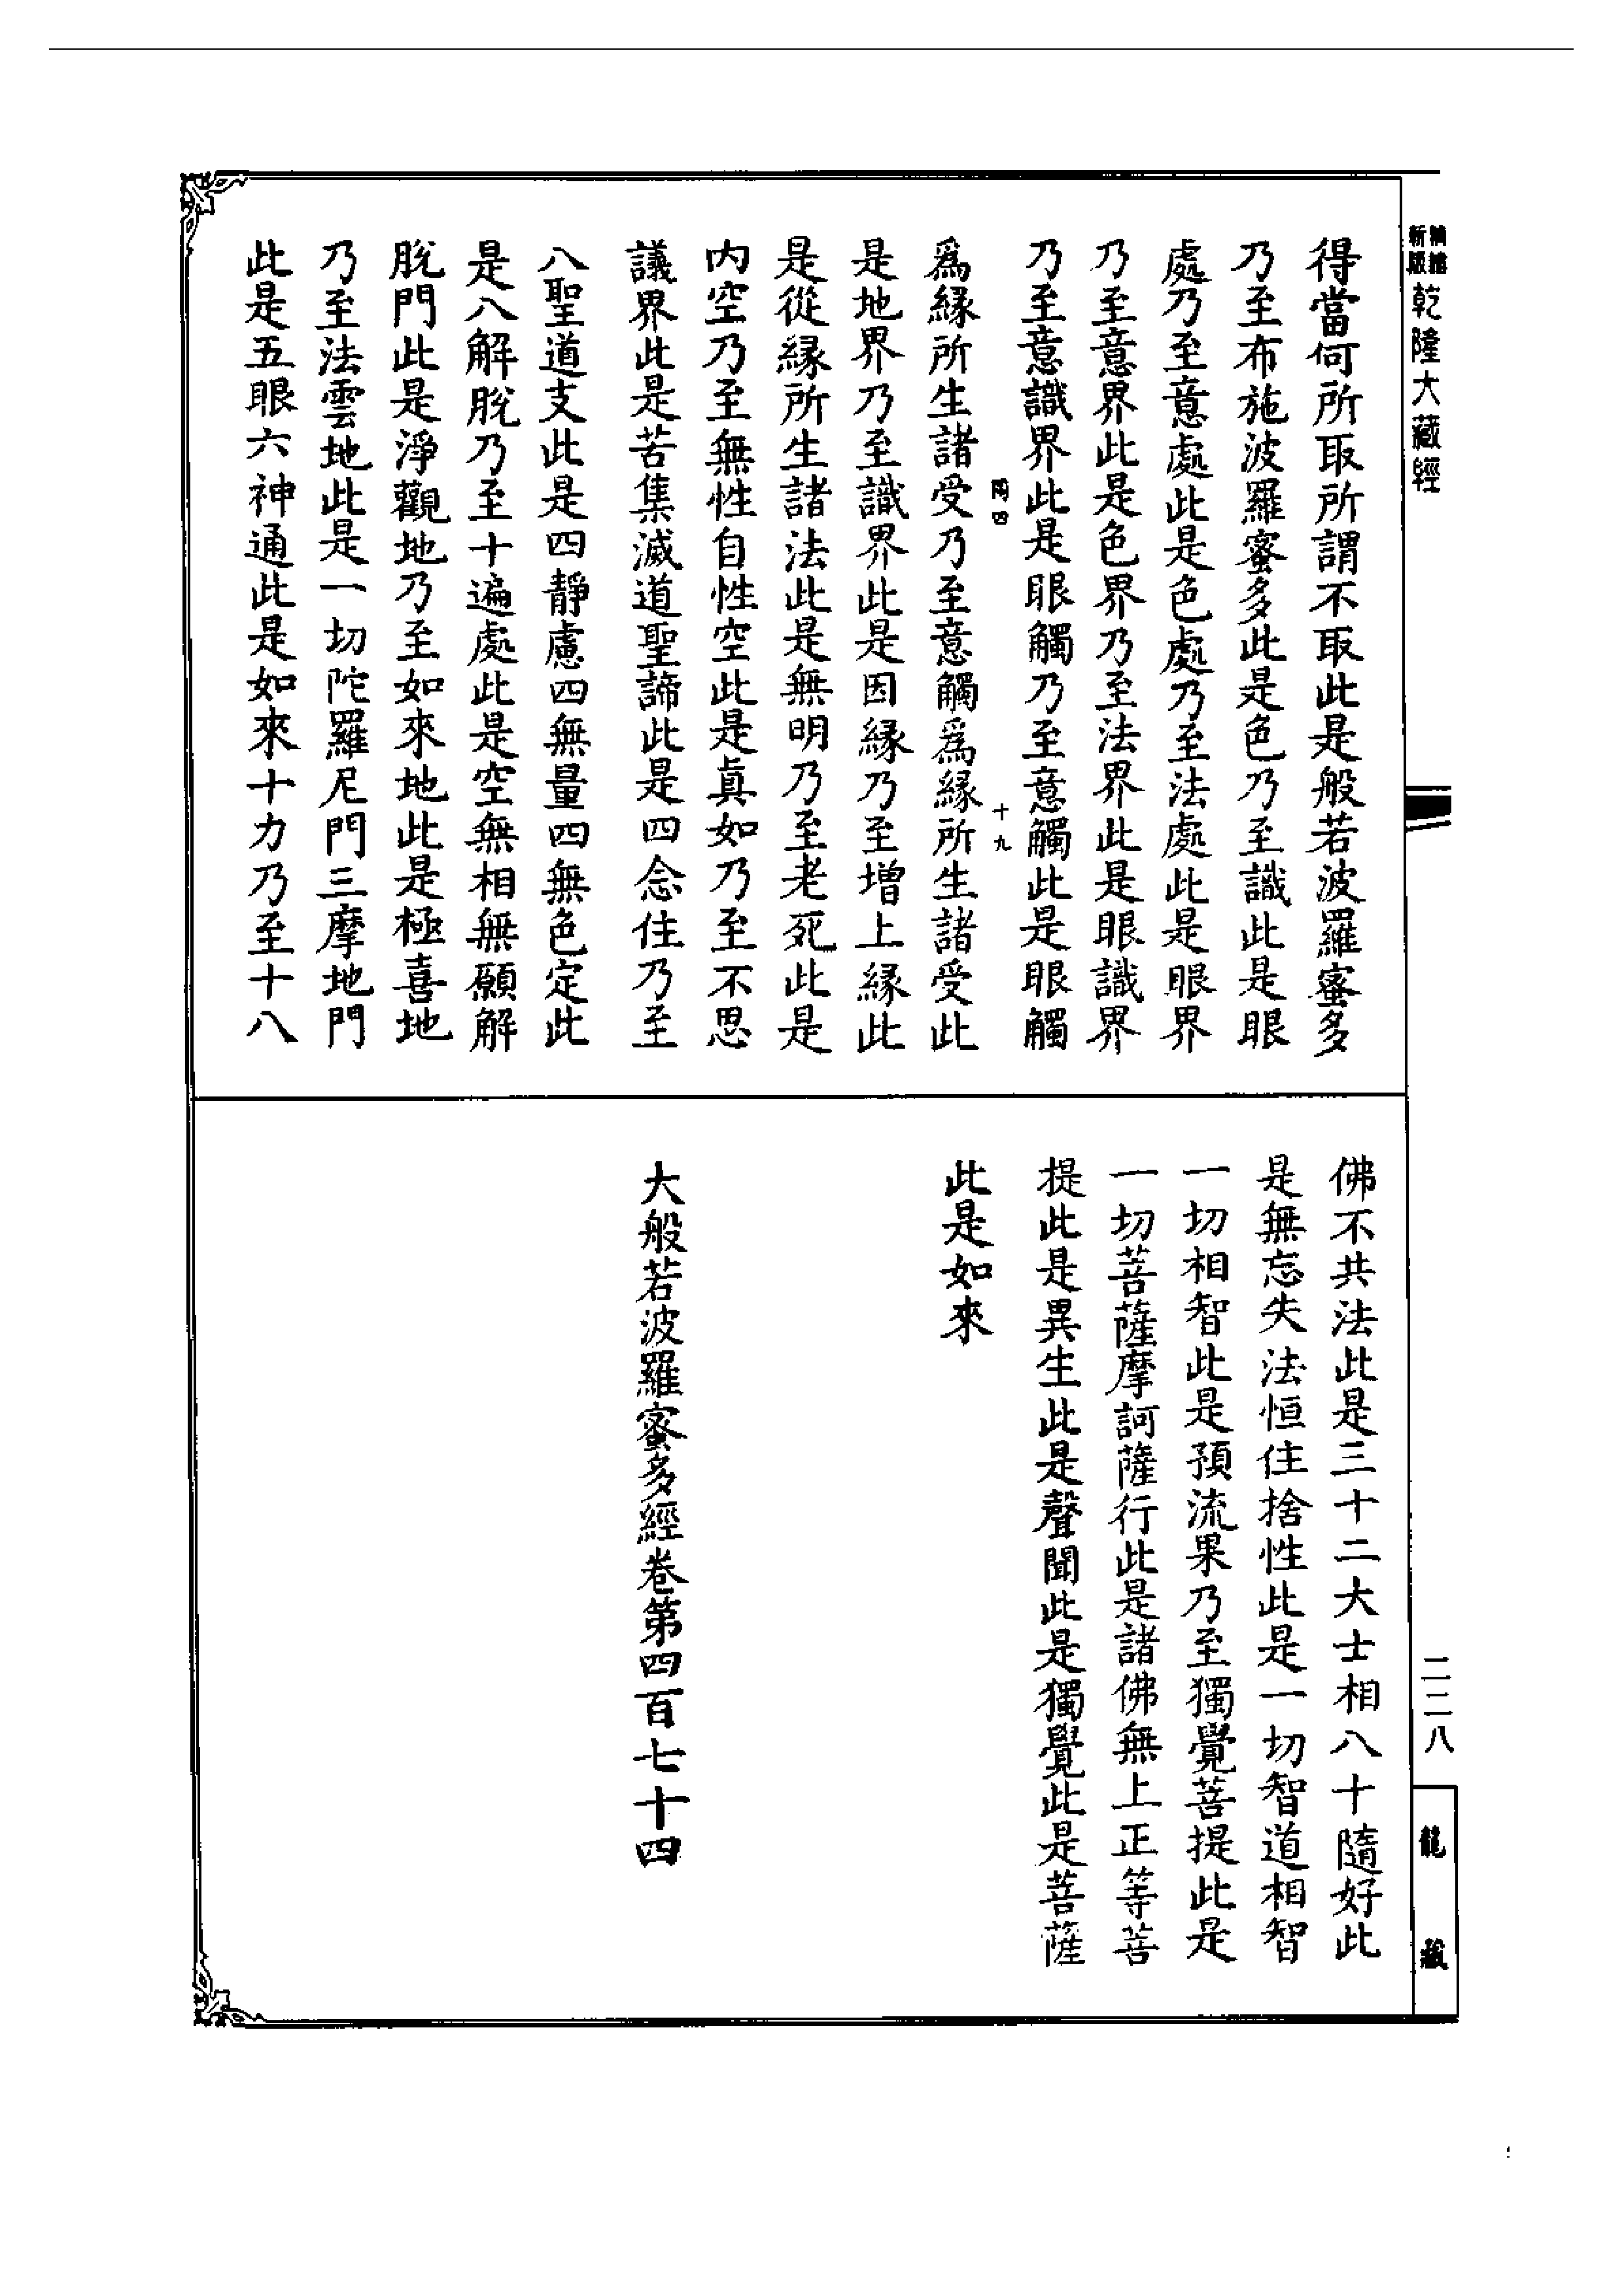 新版
乾隆大藏經
得當何所取所謂不取此是般若波羅蜜多
乃至布施波羅蜜多此是色乃至識此是眼
處乃至意處此是色處乃至法處此是眼界
乃至意界此是色界乃至法界此是眼識界
乃至意識界此是眼觸乃至意觸此是眼觸
四 十九
爲緣所生諸受乃至意觸爲緣所生諸受此
是地界乃至識界此是因緣乃至增上緣此
是從緣所生諸法此是無明乃至老死此是
内空乃至無性自性空此是真如乃至不思
議界此是苦集滅道聖諦此是四念住乃至
八聖道支此是四靜慮四無量四無色定此
是八解脫乃至十遍處此是空無相無願解
脫門此是淨觀地乃至如來地此是極喜地
乃至法雲地此是一切陀羅尼門三摩地門
此是五眼六神通此是如來十力乃至十八
佛不共法此是三十二大士相八十隨好此
是無忘失法恒住捨性此是一切智道相智
一切相智此是預流果乃至獨覺菩提此是
一切菩薩摩訶薩行此是諸佛無上正等菩
提此是異生此是聲聞此是獨覺此是菩薩
此是如來
大般若波羅蜜多經卷第四百七十四
二二八
龍藏